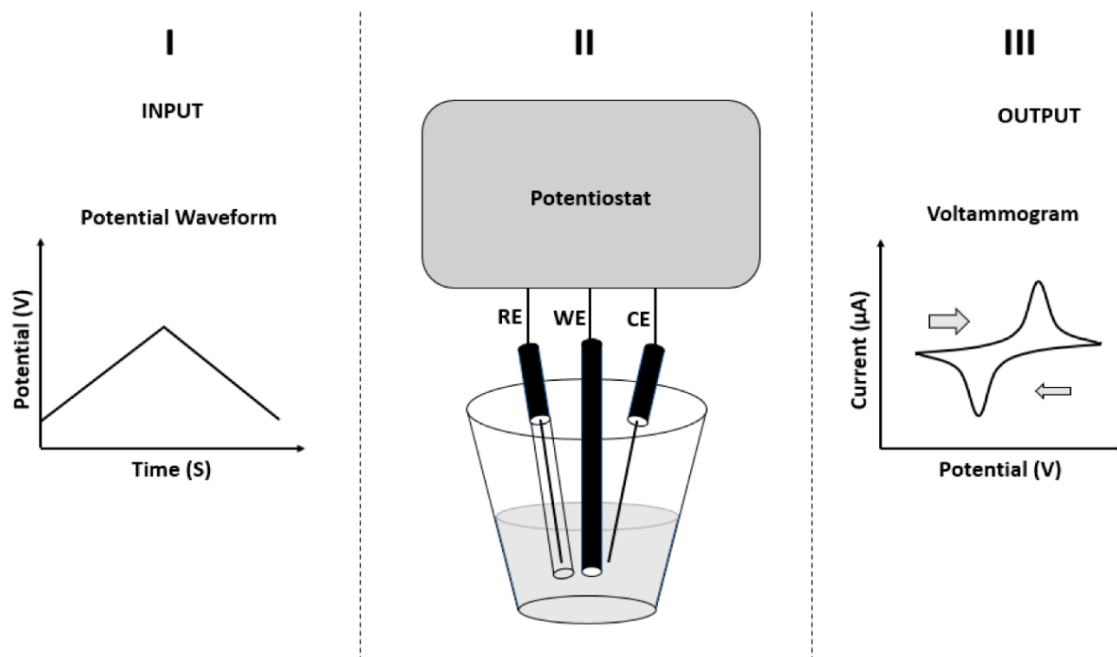 I
INPUT
Potential Waveform
Potential (V)
Time (S)
II
Potentiostat
RE
WE
CE
III
OUTPUT
Voltammogram
Current (µA)
Potential (V)